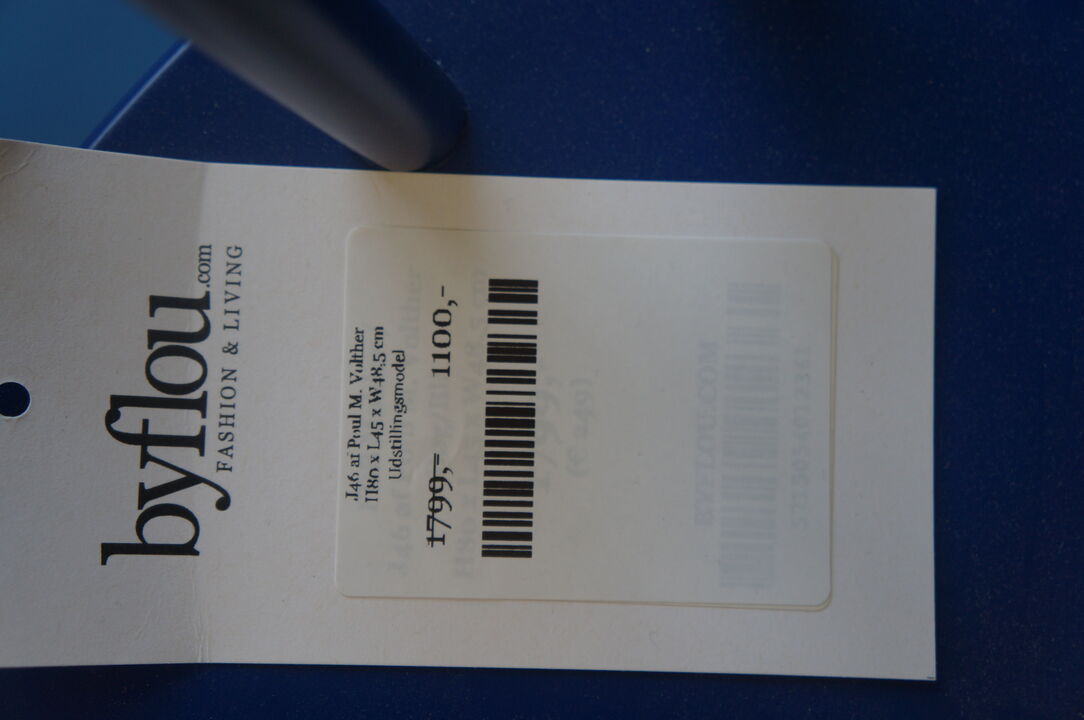 byflou.com
FASHION & LIVING
J46 af Poul M. Volther
H80 x L45 x W48,5 cm
Udstillingsmodel
1799,- 1100,-